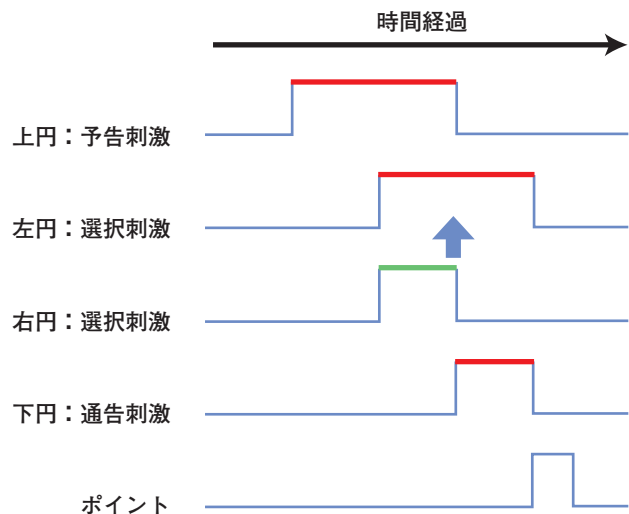 時間経過
上円：予告刺激
左円：選択刺激
右円：選択刺激
下円：通告刺激
ポイント